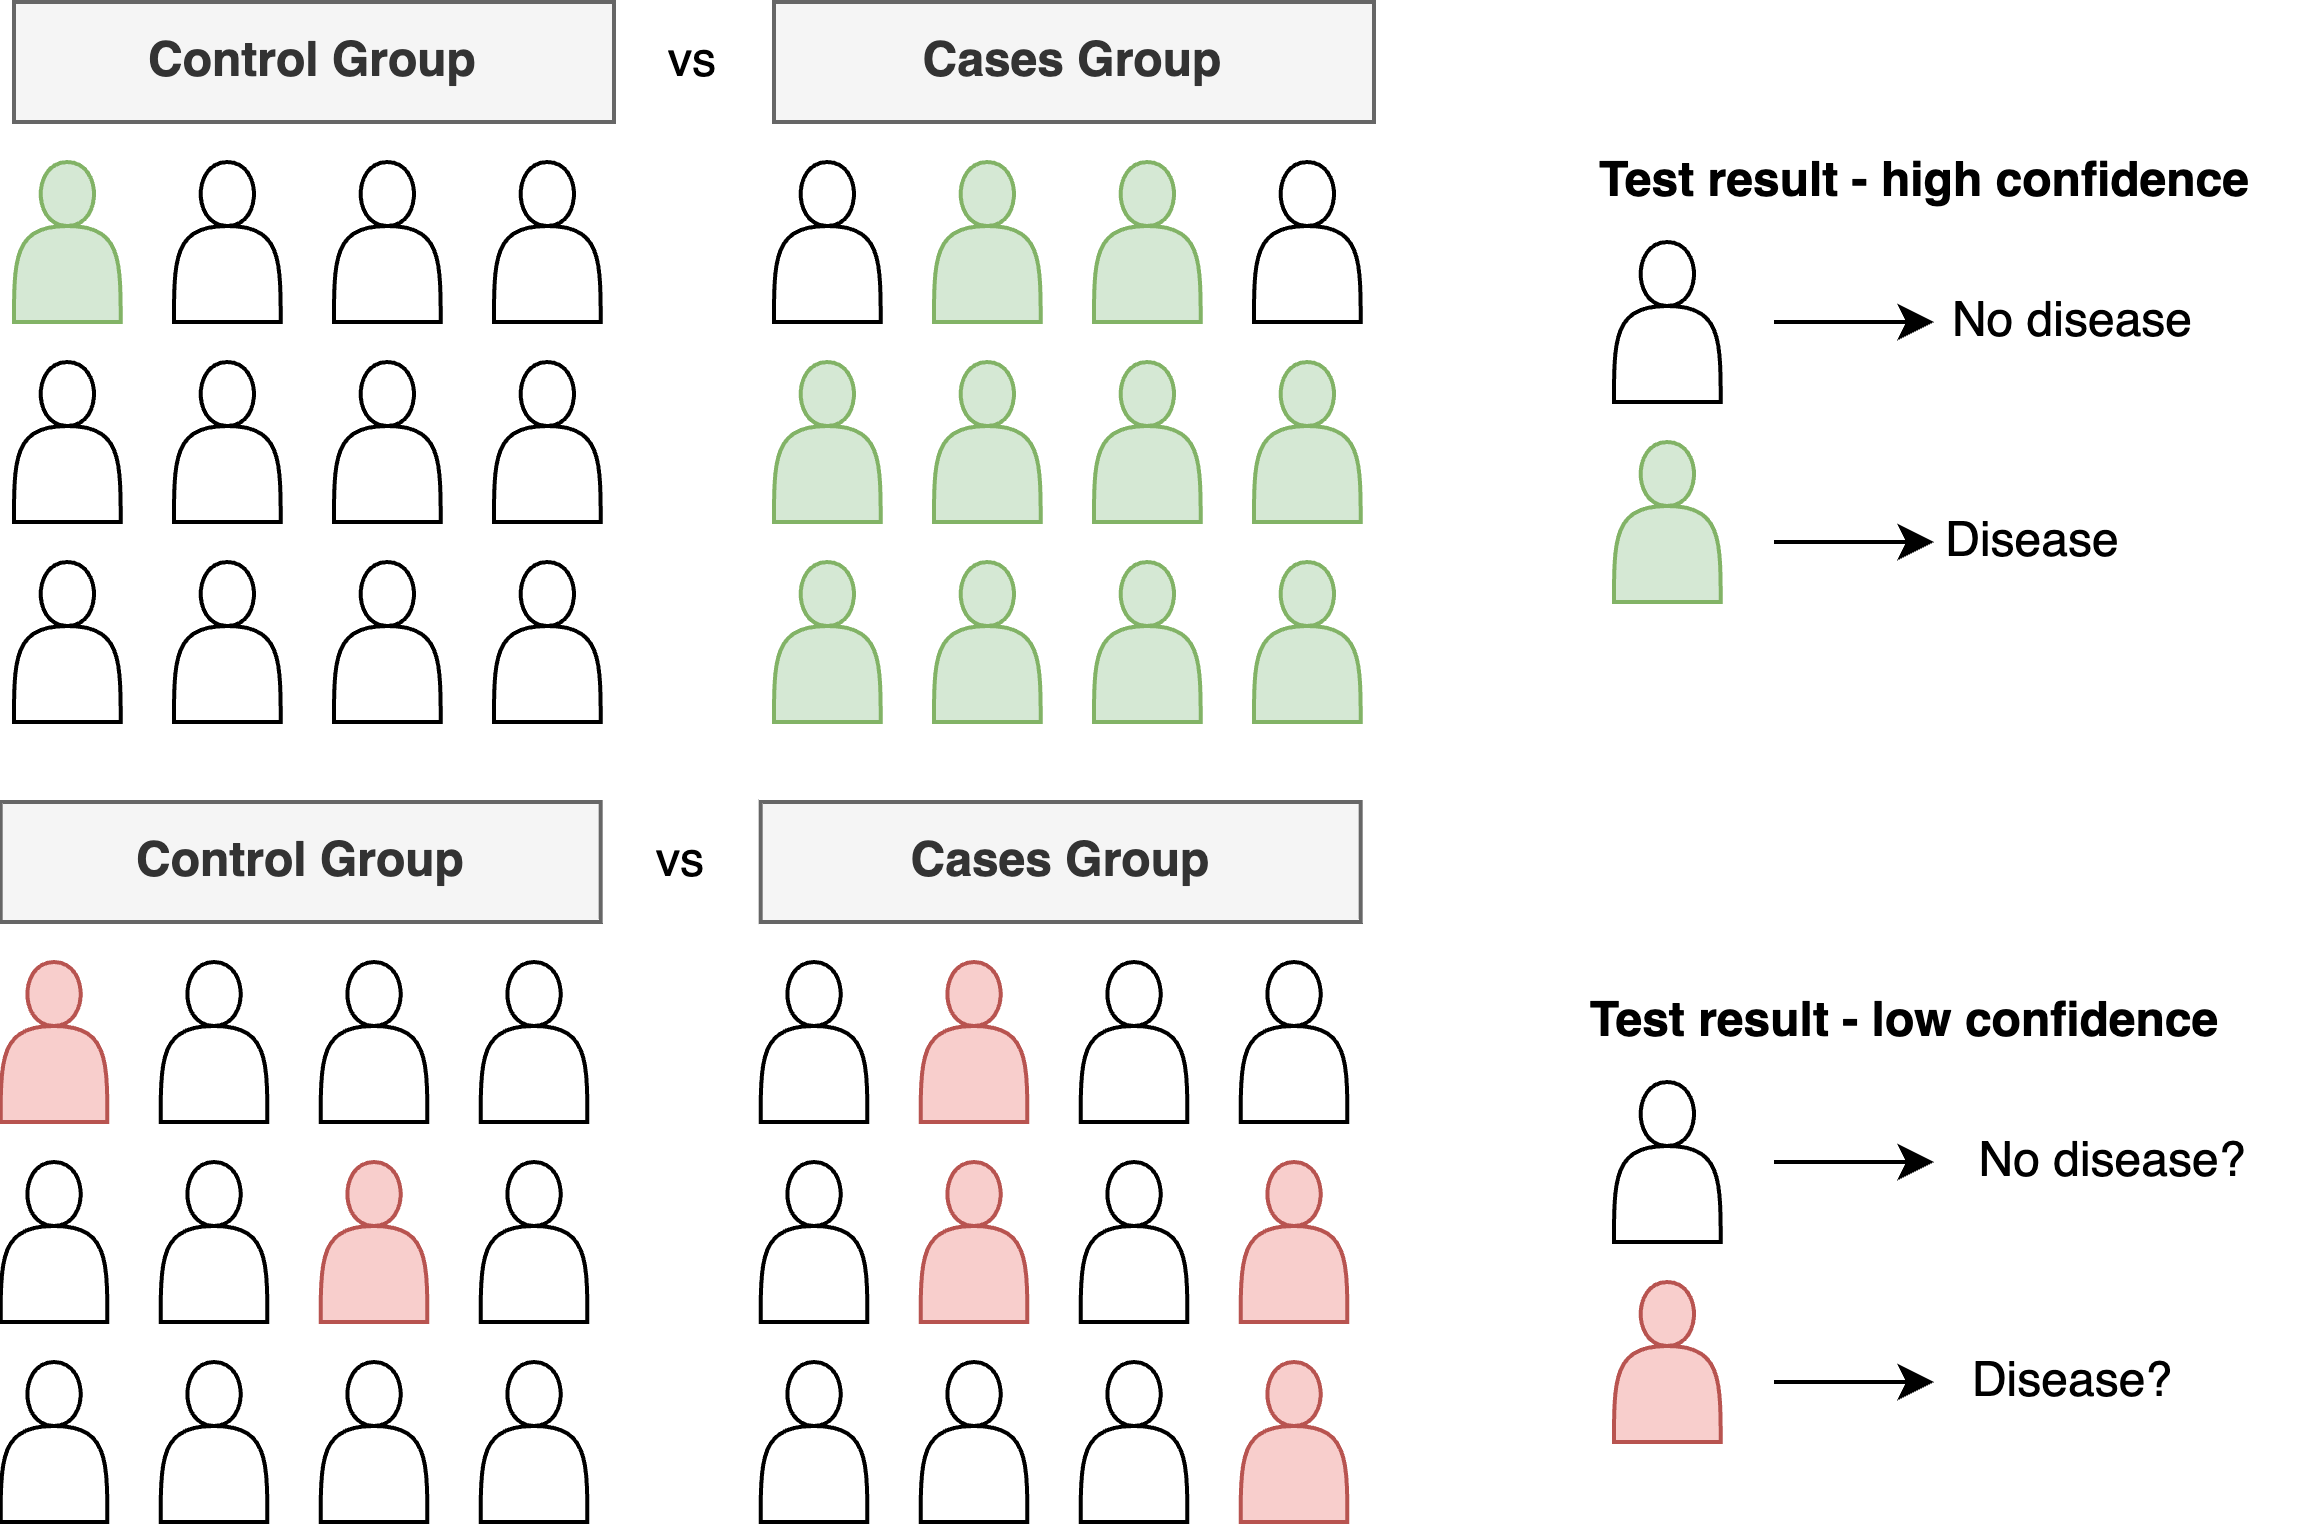 Control Group
vs
Cases Group
Test result - high confidence
No disease
Disease
Control Group
vs
Cases Group
Test result - low confidence
No disease?
Disease?